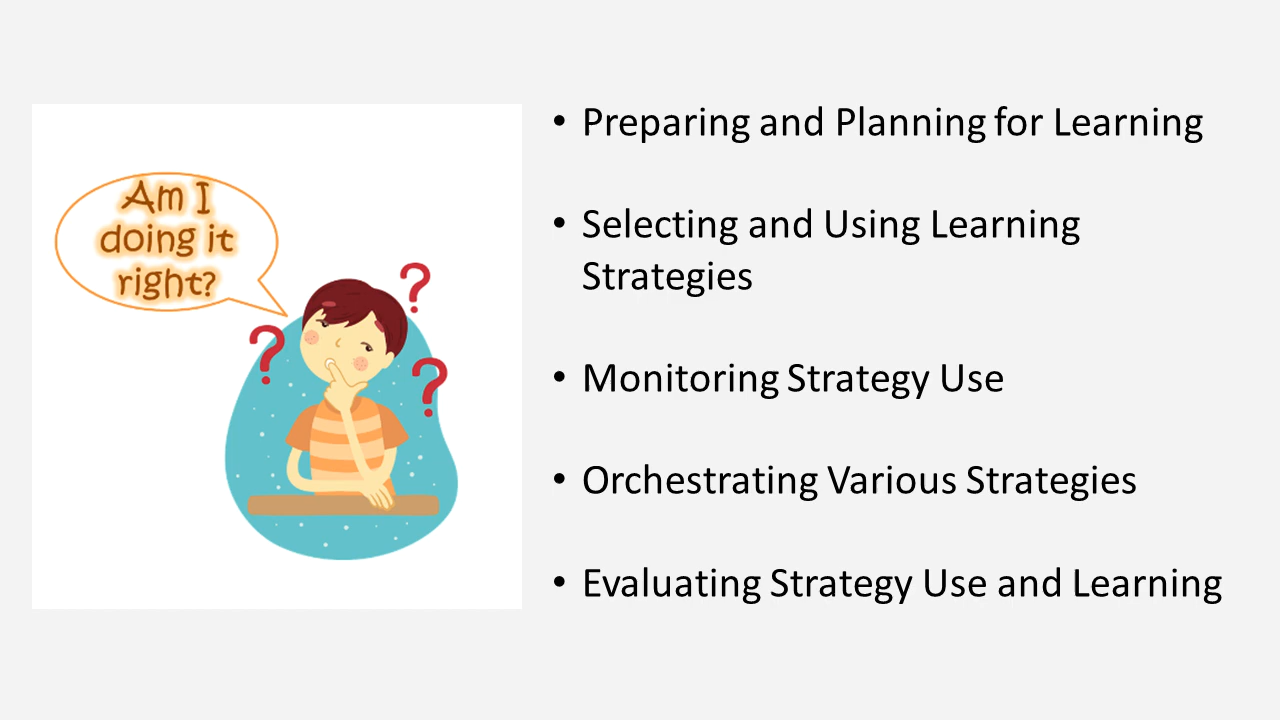 Am I
doing it
right?
? 
?
?
• Preparing and Planning for Learning
• Selecting and Using Learning
Strategies
• Monitoring Strategy Use
• Orchestrating Various Strategies
• Evaluating Strategy Use and Learning